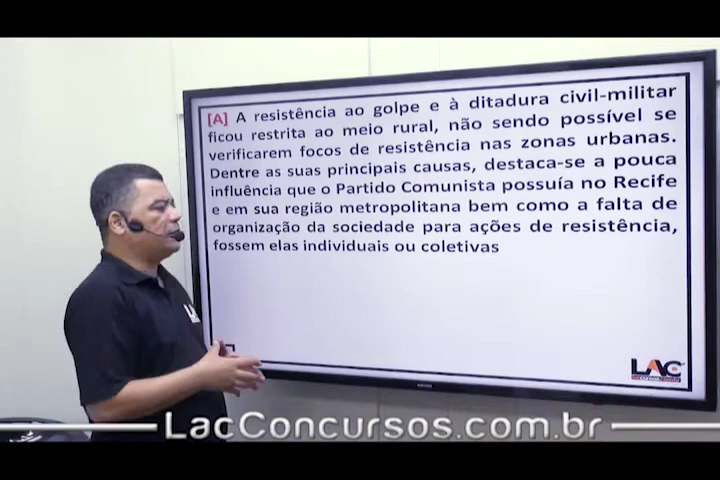 [A] A resistência ao golpe e à ditadura civil-militar
ficou restrita ao meio rural, não sendo possível se
verificarem focos de resistência nas zonas urbanas.
Dentre as suas principais causas, destaca-se a pouca
influência que o Partido Comunista possuía no Recife
e em sua região metropolitana bem como a falta de
organização da sociedade para ações de resistência,
fossem elas individuais ou coletivas
LAC
LacConcursos.com.br